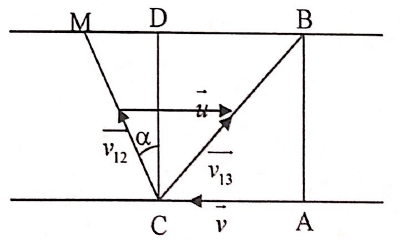 M D B
u⃗
v₁₂⃗ α
v₁₃⃗
C v⃗ A